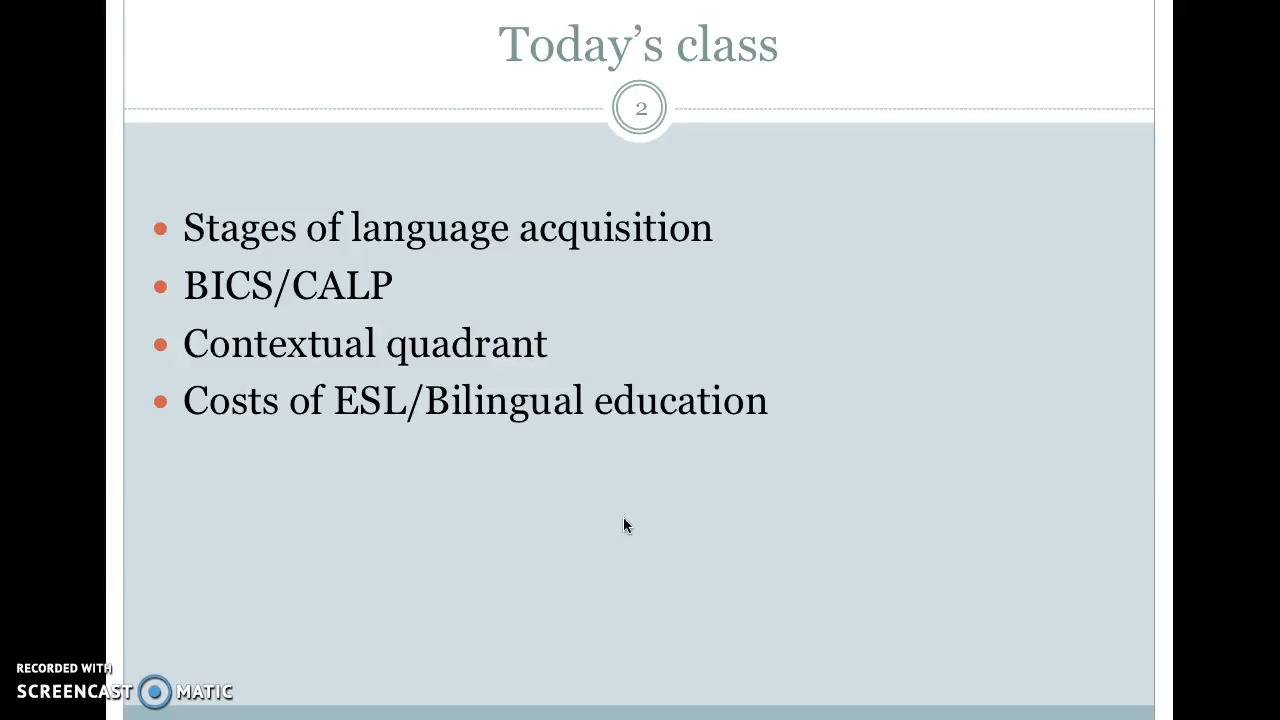 Today’s class
2
Stages of language acquisition
BICS/CALP
Contextual quadrant
Costs of ESL/Bilingual education
RECORDED WITH
SCREENCAST MATIC